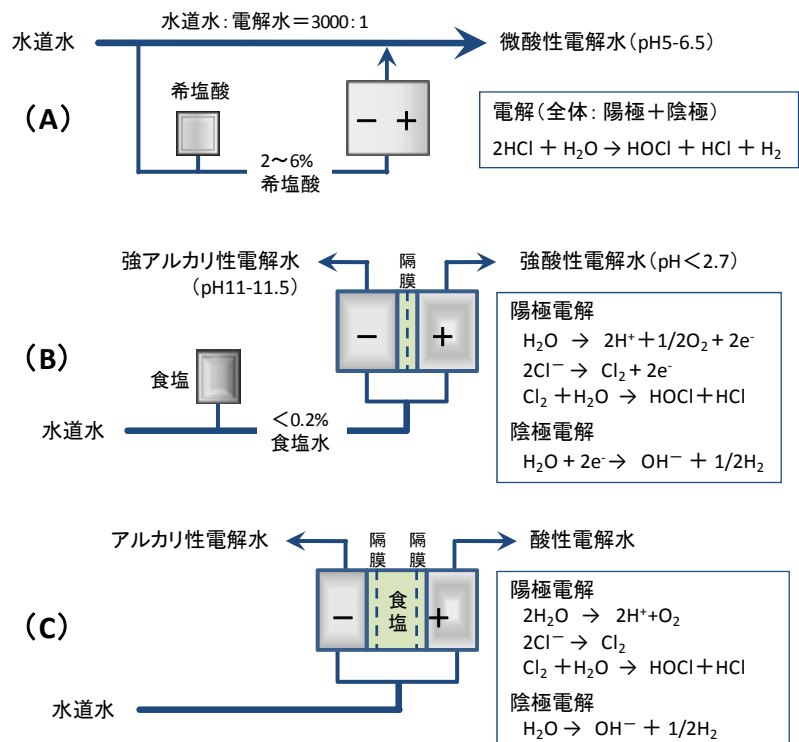 水道水:電解水=3000:1
水道水
微酸性電解水(pH5-6.5)
(A)
希塩酸
− +
2~6%
希塩酸
電解(全体:陽極+陰極)
2HCl + H₂O → HOCl + HCl + H₂
強アルカリ性電解水
(pH11-11.5)
隔膜
強酸性電解水(pH<2.7)
− +
(B)
食塩
水道水
<0.2%
食塩水
陽極電解
H₂O → 2H⁺+1/2O₂ + 2e⁻
2Cl⁻ → Cl₂ + 2e⁻
Cl₂ +H₂O → HOCl+HCl
陰極電解
H₂O + 2e⁻→ OH⁻ + 1/2H₂
アルカリ性電解水
隔膜
隔膜
酸性電解水
− 食塩 +
(C)
水道水
陽極電解
2H₂O → 2H⁺+O₂
2Cl⁻ → Cl₂
Cl₂ +H₂O → HOCl+HCl
陰極電解
H₂O → OH⁻ + 1/2H₂